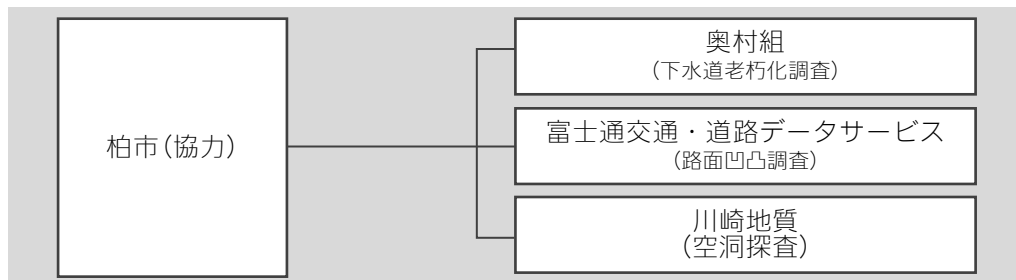 柏市(協力)
奥村組
(下水道老朽化調査)
富士通交通・道路データサービス
(路面凹凸調査)
川崎地質
(空洞探査)